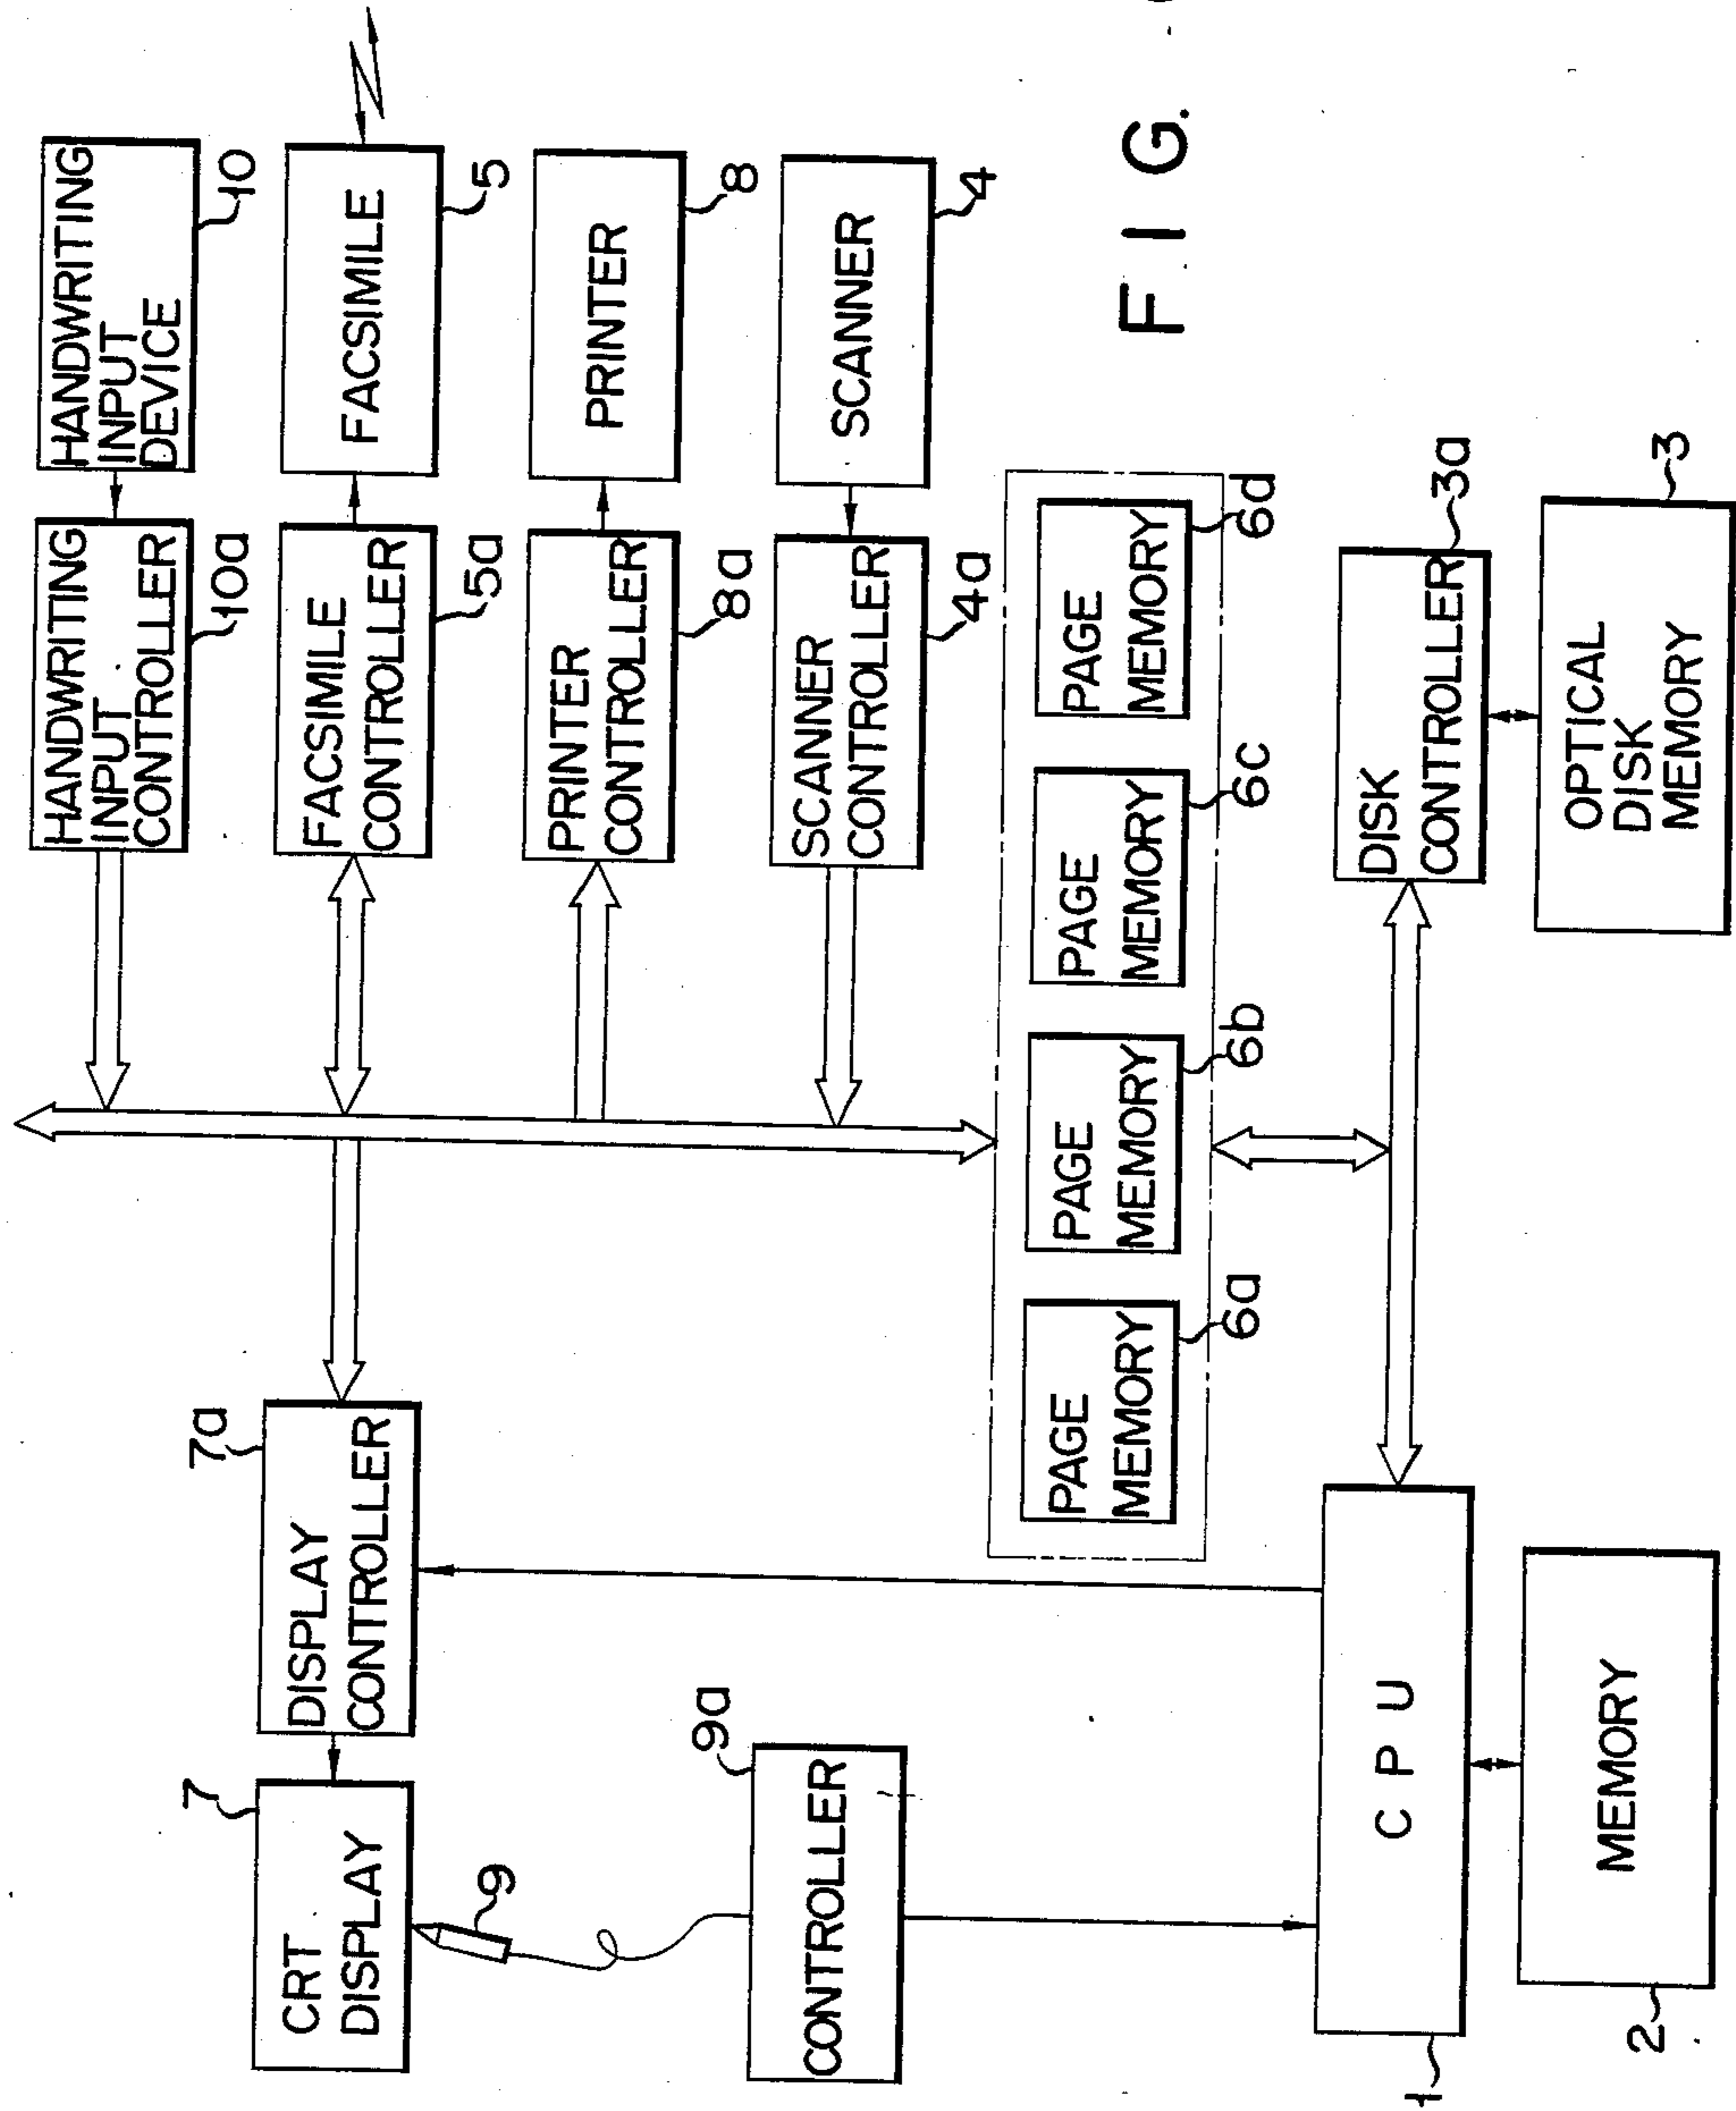 7
CRT
DISPLAY
7a
DISPLAY
CONTROLLER
HANDWRITING
INPUT
CONTROLLER
10a
HANDWRITING
INPUT
DEVICE
10
9
FACSIMILE
CONTROLLER
5a
FACSIMILE
5
PRINTER
CONTROLLER
8a
PRINTER
8
9a
CONTROLLER
SCANNER
CONTROLLER
4a
SCANNER
4
PAGE
MEMORY
6a
PAGE
MEMORY
6b
PAGE
MEMORY
6c
PAGE
MEMORY
6d
FIG.
CPU
1
DISK
CONTROLLER
3a
MEMORY
2
OPTICAL
DISK
MEMORY
3